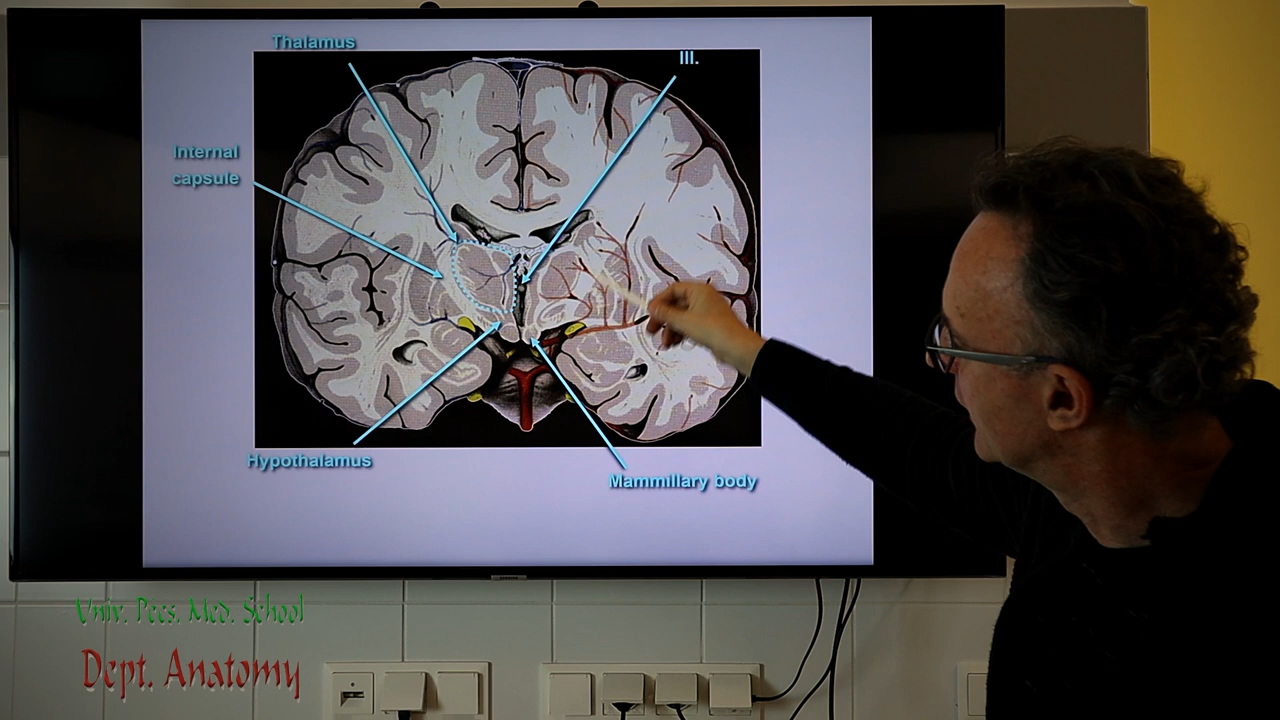 Thalamus
III.
Internal
capsule
Hypothalamus
Mammillary body
Univ. Pecs. Med. School
Dept. Anatomy